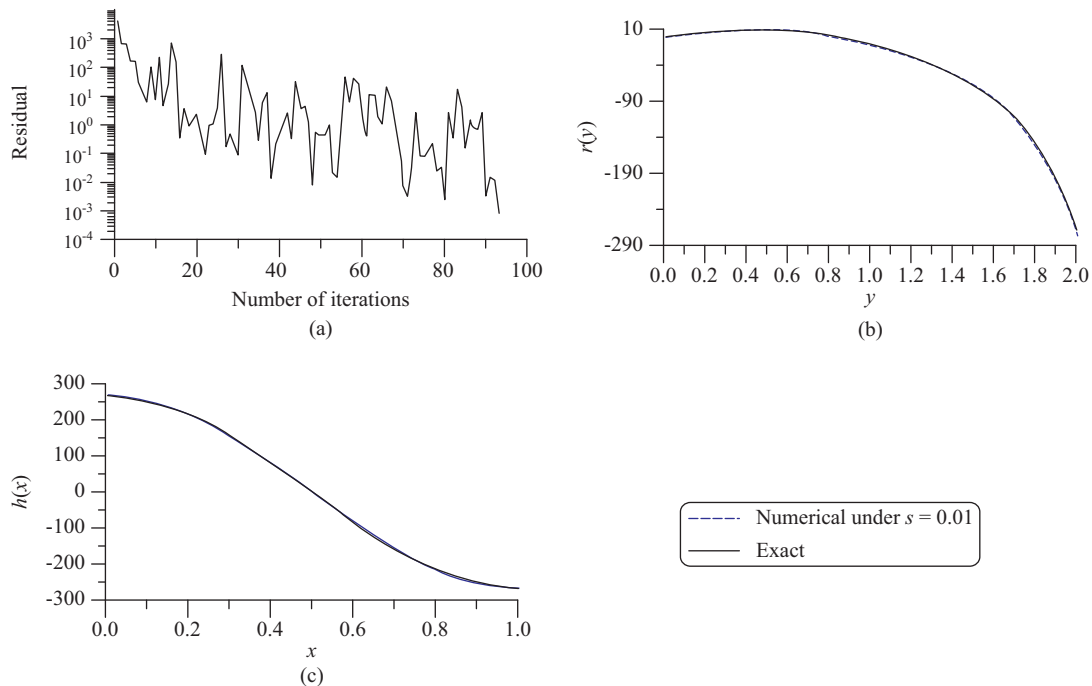 Residual
10³
10²
10¹
10⁰
10⁻¹
10⁻²
10⁻³
10⁻⁴
0 20 40 60 80 100
Number of iterations
(a)
r(y)
10
-90
-190
-290
0.0 0.2 0.4 0.6 0.8 1.0 1.2 1.4 1.6 1.8 2.0
y
(b)
h(x)
300
200
100
0
-100
-200
-300
0.0 0.2 0.4 0.6 0.8 1.0
x
(c)
Numerical under s = 0.01
Exact